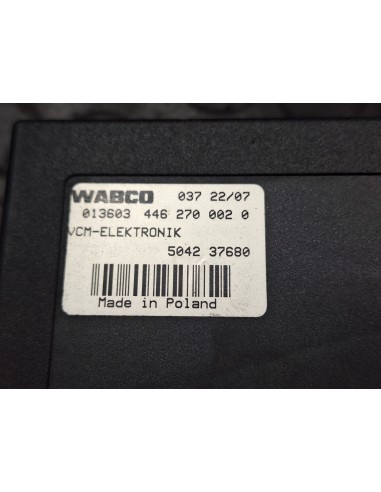 WABCO 037 22/07
013603 446 270 002 0
VCM-ELEKTRONIK
5042 37680
Made in Poland